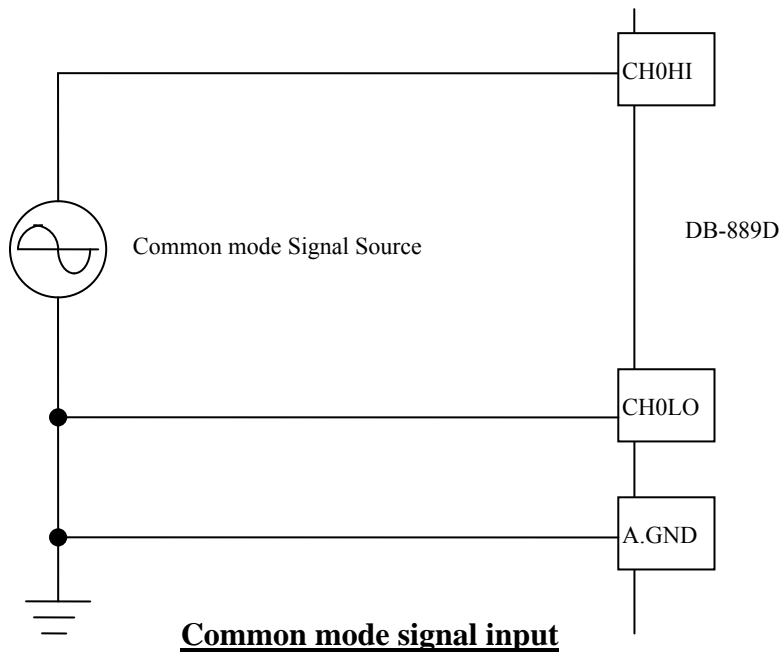 CH0HI
DB-889D
Common mode Signal Source
CH0LO
A.GND
Common mode signal input